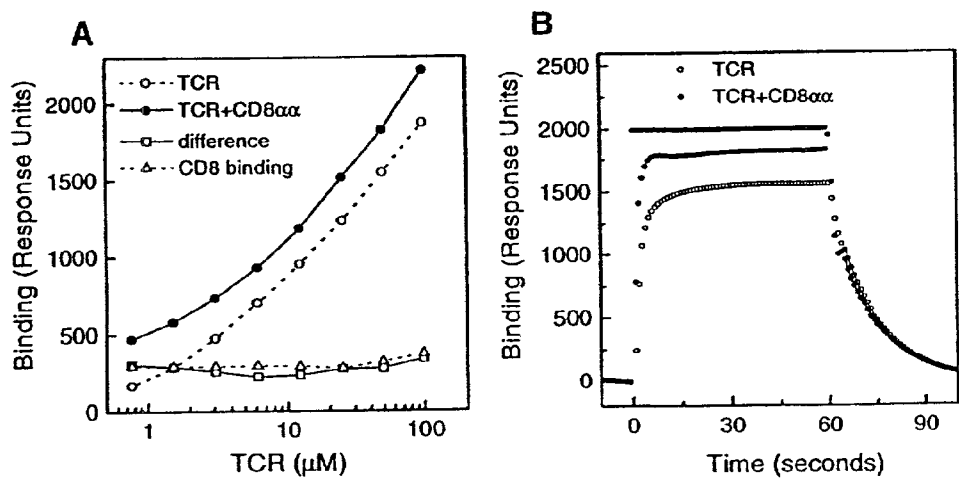 A
Binding (Response Units)
2000
1500
1000
500
0
TCR
TCR+CD8αα
difference
CD8 binding
1
10
100
TCR (μM)
B
Binding (Response Units)
2500
2000
1500
1000
500
0
TCR
TCR+CD8αα
0
30
60
90
Time (seconds)